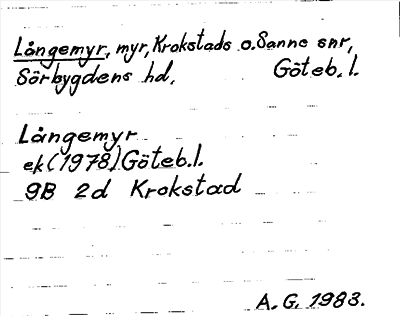 Långemyr, myr, Krokstads o. Sanne snr,
Sörbygdens hd, Göteb. l.
Långemyr
ek (1978) Göteb. l.
9B 2d Krokstad
A. G. 1983.